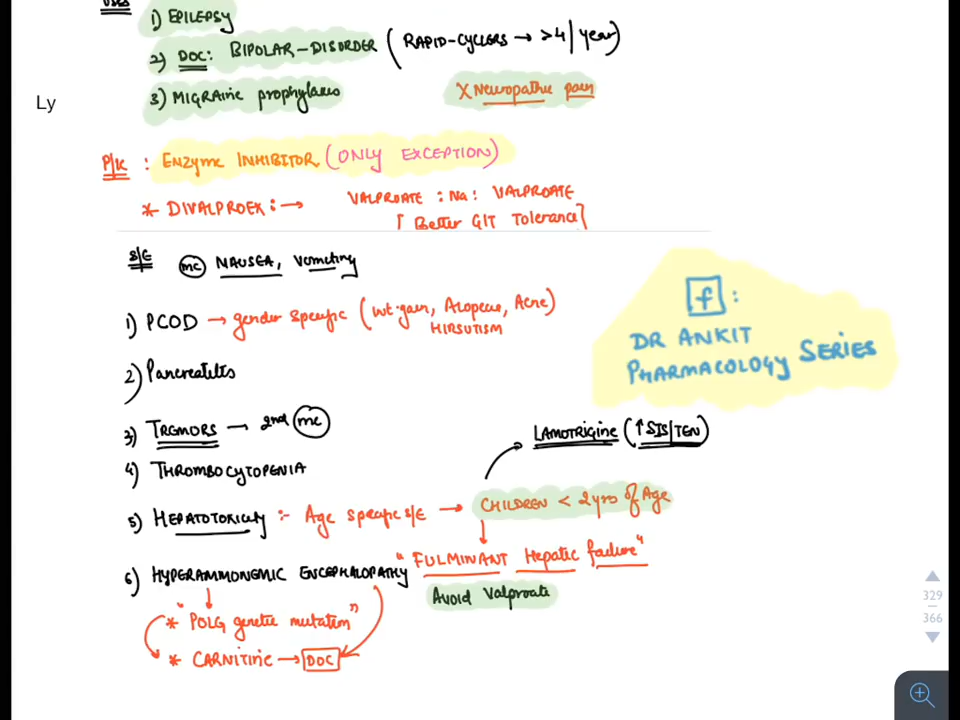 USES
1) EPILEPSY
2) DOC: BIPOLAR-DISORDER (RAPID-CYCLERS → >4/year)
Ly
3) MIGRAINE prophylaxis
X Neuropathic pain
P/K : ENZYME INHIBITOR (ONLY EXCEPTION)
* DIVALPROEX: → VALPROATE : Na : VALPROATE
[Better GIT Tolerance]
S/E
mc NAUSEA, Vomiting
1) PCOD → gender specific (wt. gain, Alopecia, Acne)
HIRSUTISM
f :
DR ANKIT
PHARMACOLOGY SERIES
2) Pancreatitis
3) TREMORS → 2nd mc
LAMOTRIGINE (↑SJS/TEN)
4) THROMBOCYTOPENIA
5) HEPATOTOXICITY :- Age specific S/E → CHILDREN < 2yrs of Age
"FULMINANT Hepatic failure"
6) HYPERAMMONEMIC ENCEPHALOPATHY
Avoid Valproate
* "POLG genetic mutation"
* CARNITINE → DOC
329
366